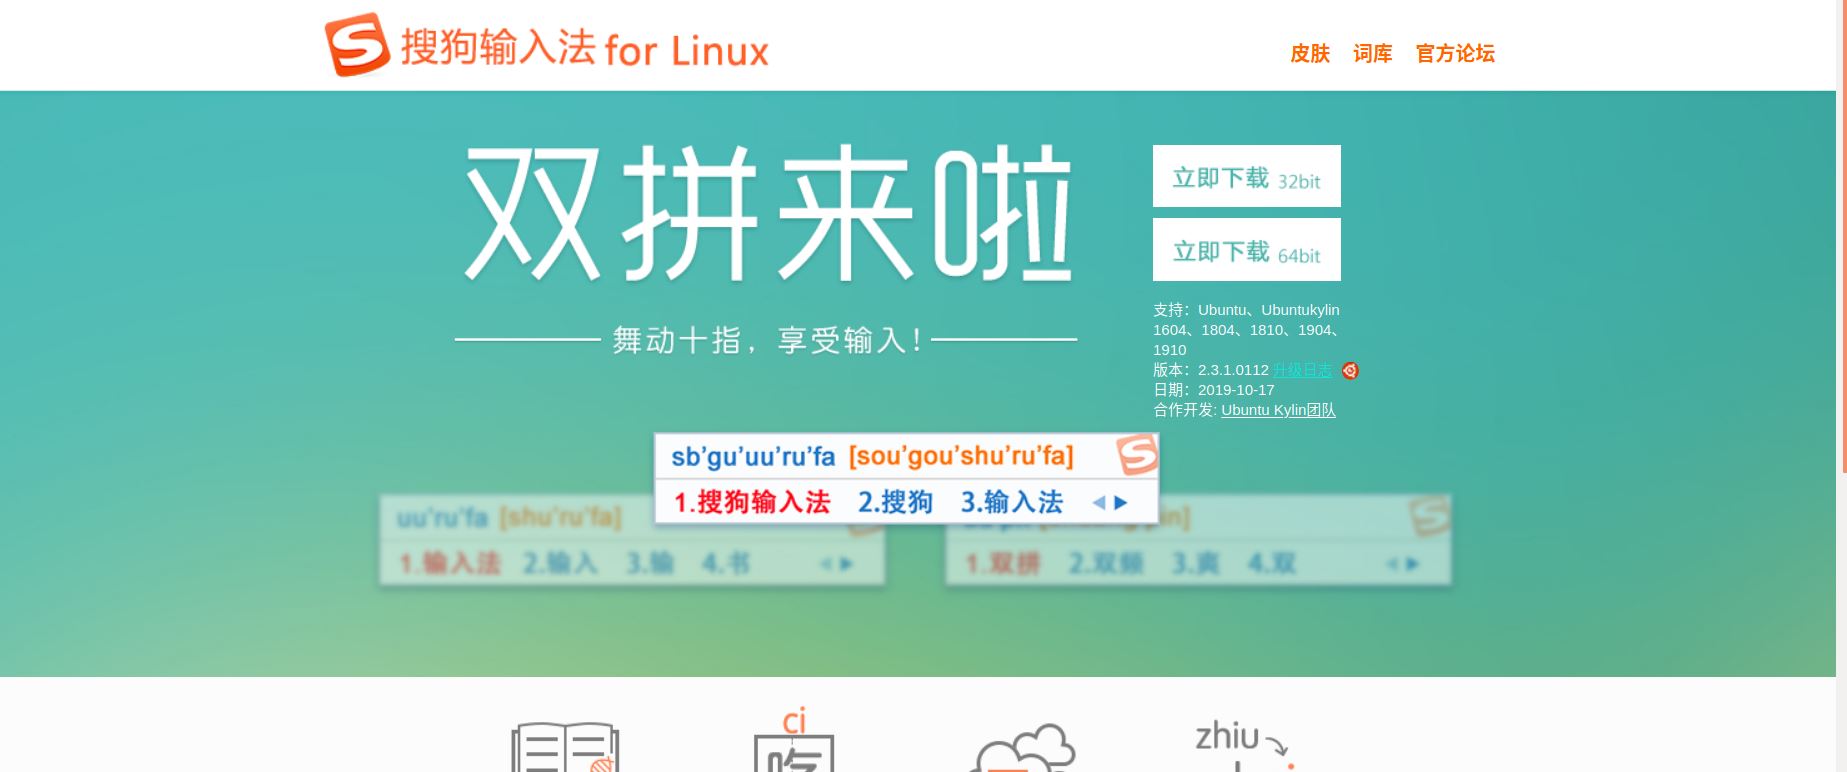 搜狗输入法 for Linux
皮肤 词库 官方论坛
双拼来啦
舞动十指，享受输入!
立即下载 32bit
立即下载 64bit
支持：Ubuntu、Ubuntukylin
1604、1804、1810、1904、
1910
版本：2.3.1.0112 升级日志
日期：2019-10-17
合作开发: Ubuntu Kylin团队
sb'gu'uu'ru'fa [sou'gou'shu'ru'fa]
1.搜狗输入法 2.搜狗 3.输入法
uu'ru'fa [shu'ru'fa]
1.输入法 2.输入 3.输 4.书
1.双拼 2.双频 3.爽 4.双
ci
吃
zhiu